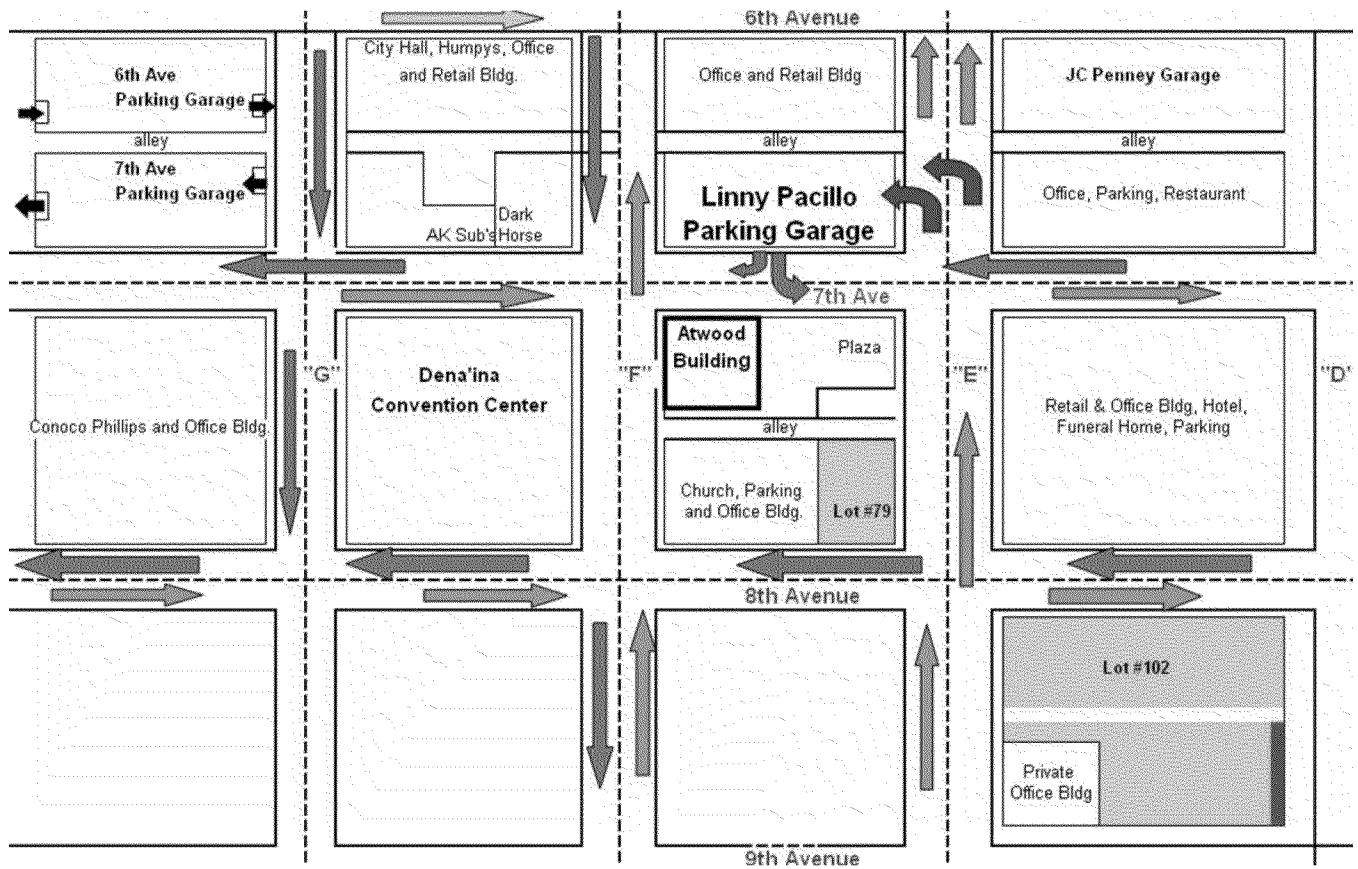 6th Avenue
6th Ave
Parking Garage
City Hall, Humpys, Office
and Retail Bldg.
Office and Retail Bldg
JC Penney Garage
alley
alley
alley
7th Ave
Parking Garage
Linny Pacillo
Parking Garage
Office, Parking, Restaurant
Dark
AK Sub's Horse
7th Ave
Atwood
Building
Plaza
"G"
"F"
"E"
"D"
Dena'ina
Convention Center
Conoco Phillips and Office Bldg.
Retail & Office Bldg, Hotel,
Funeral Home, Parking
alley
Church, Parking
and Office Bldg.
Lot #79
8th Avenue
Lot #102
Private
Office Bldg
9th Avenue